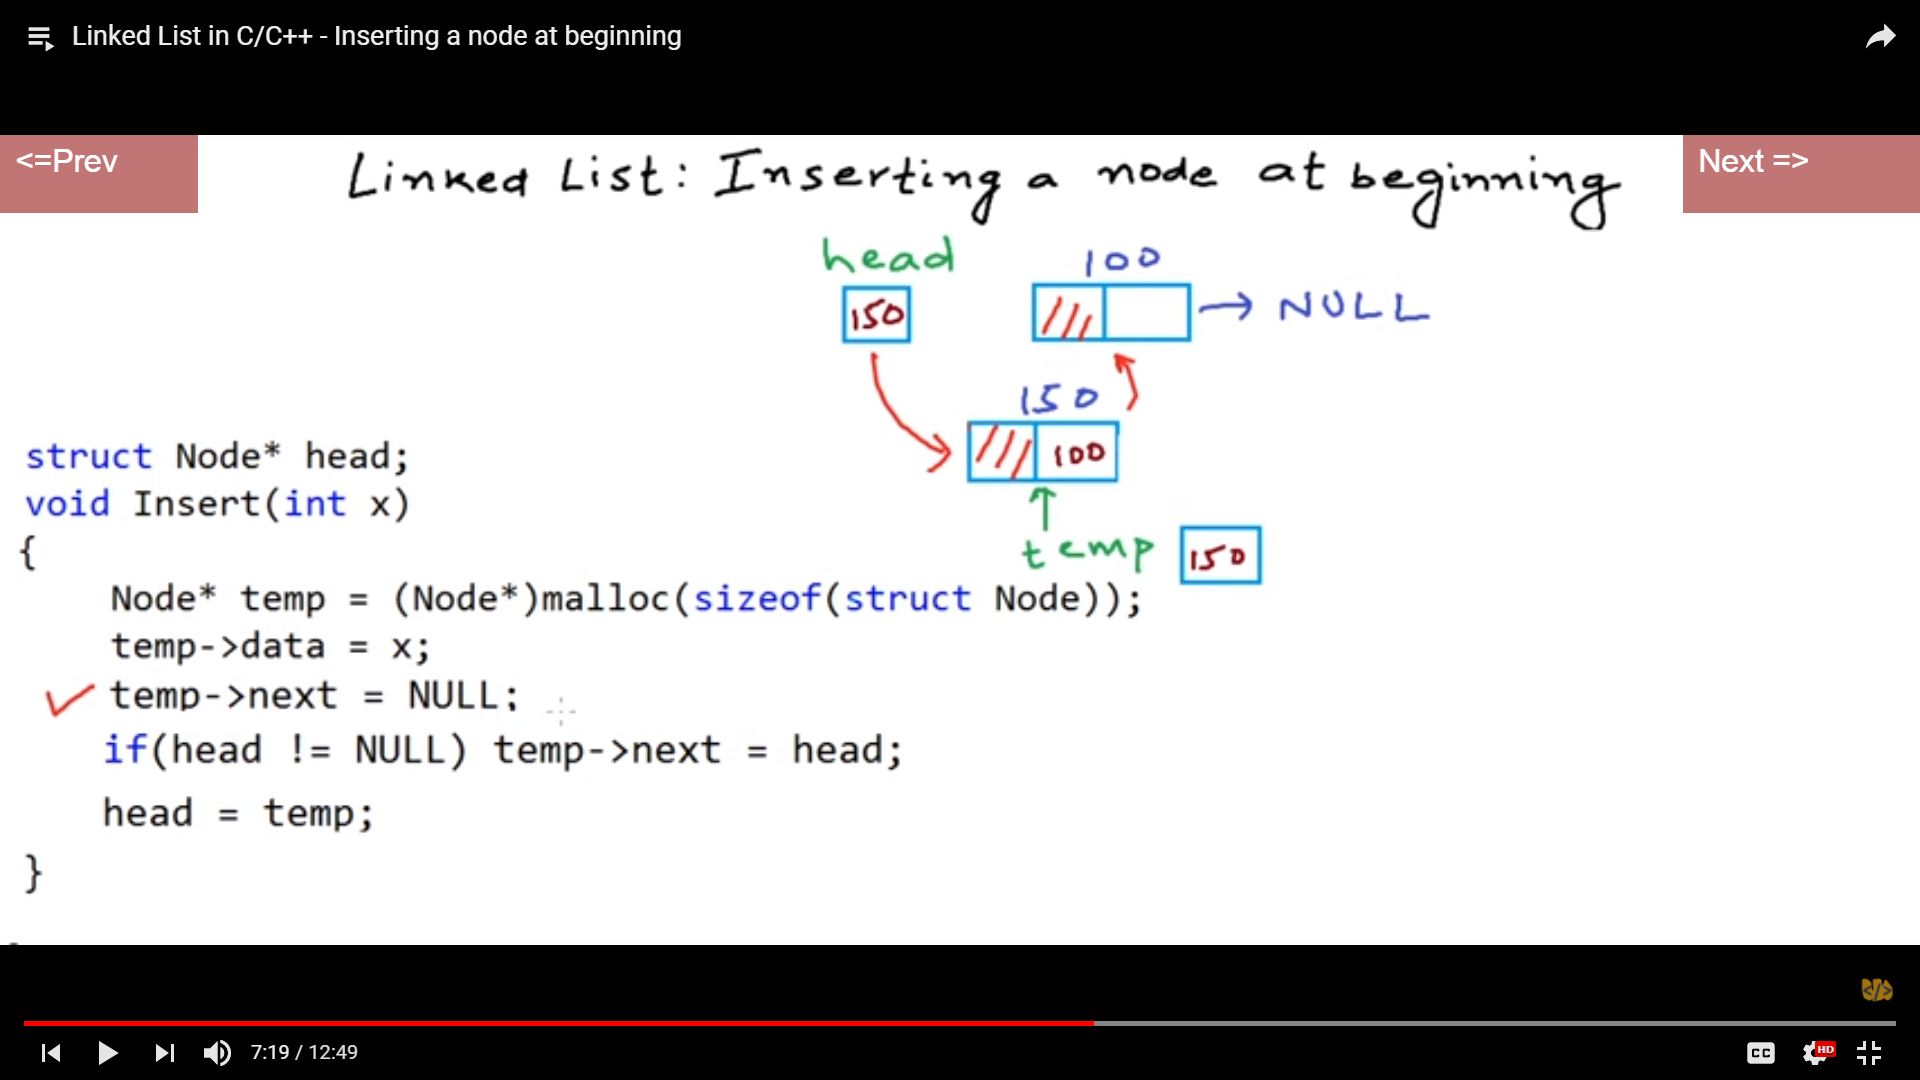 Linked List in C/C++ - Inserting a node at beginning
<=Prev
Linked List: Inserting a node at beginning
Next =>
head
100
150
NULL
150
100
temp
150
struct Node* head;
void Insert(int x)
{
Node* temp = (Node*)malloc(sizeof(struct Node));
temp->data = x;
temp->next = NULL;
if(head != NULL) temp->next = head;
head = temp;
}
</>
7:19 / 12:49
CC
HD